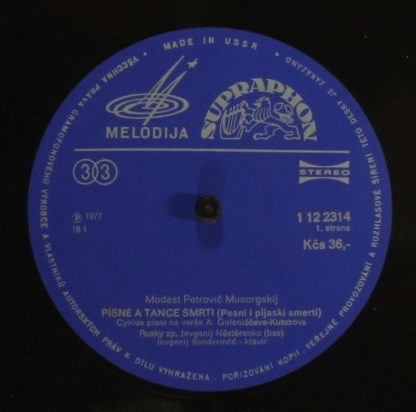 MADE IN USSR
VŠECHNA PRÁVA GRAMOFONOVÉHO VÝROBCE A VLASTNÍKŮ AUTORSKÝCH PRÁV K DÍLU VYHRAŽENA. POŘIZOVÁNÍ KOPIÍ, VEŘEJNÉ PROVOZOVÁNÍ A ROZHLASOVÉ ŠÍŘENÍ TÉTO DESKY JE ZAKÁZÁNO
MELODIJA
SUPRAPHON
33
STEREO
℗ 1977
78 1
1 12 2314
1. strana
Kčs 36,-
Modest Petrovič Musorgskij
PÍSNĚ A TANCE SMRTI (Pesni i pljaski smerti)
Cyklus písní na verše A. Goleniščeva-Kutuzova
Rusky zp. Jevgenij Něstěrenko (bas)
Jevgenij Šenderovič - klavír